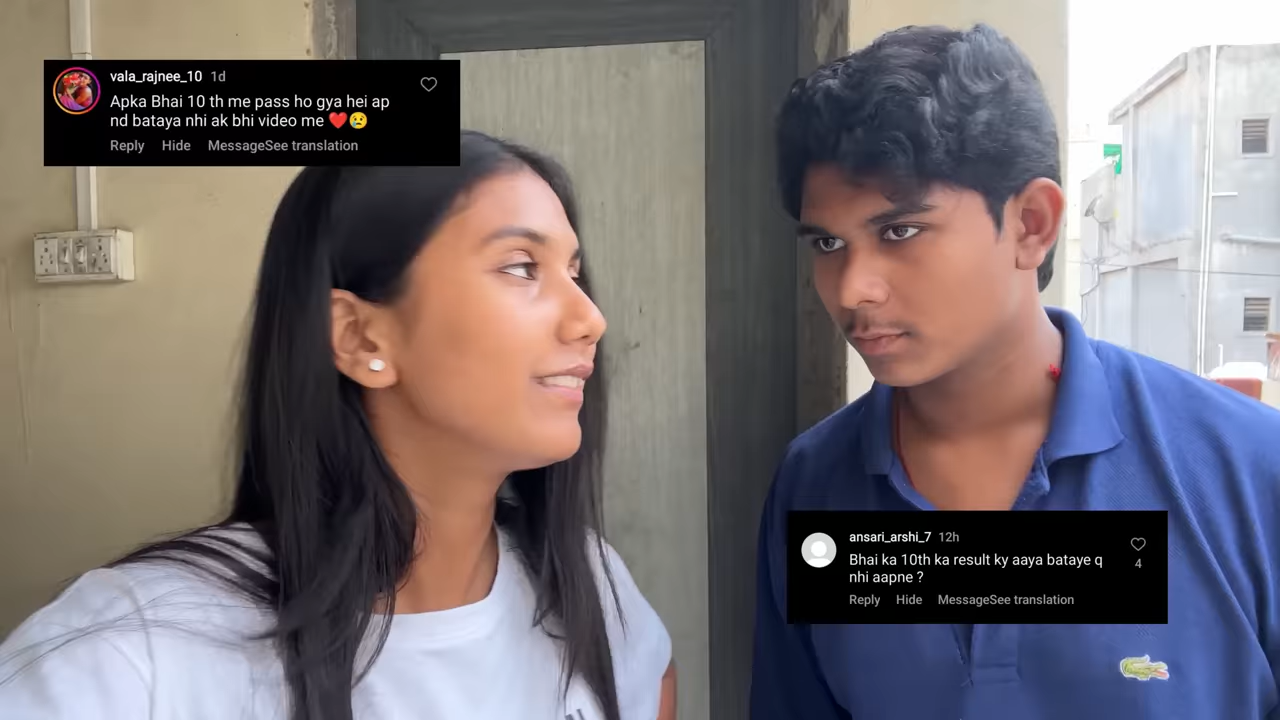 vala_rajnee_10 1d
Apka Bhai 10 th me pass ho gya hei ap
nd bataya nhi ak bhi video me ❤️😢
Reply Hide MessageSee translation
ansari_arshi_7 12h
4
Bhai ka 10th ka result ky aaya bataye q
nhi aapne ?
Reply Hide MessageSee translation